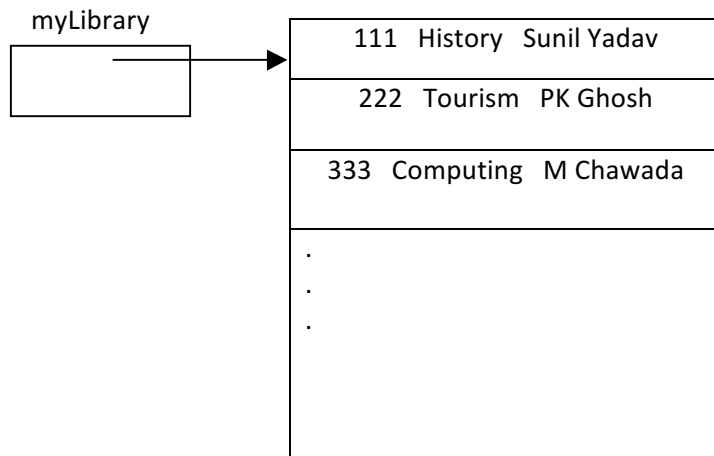 myLibrary
111 History Sunil Yadav
222 Tourism PK Ghosh
333 Computing M Chawada
.
.
.